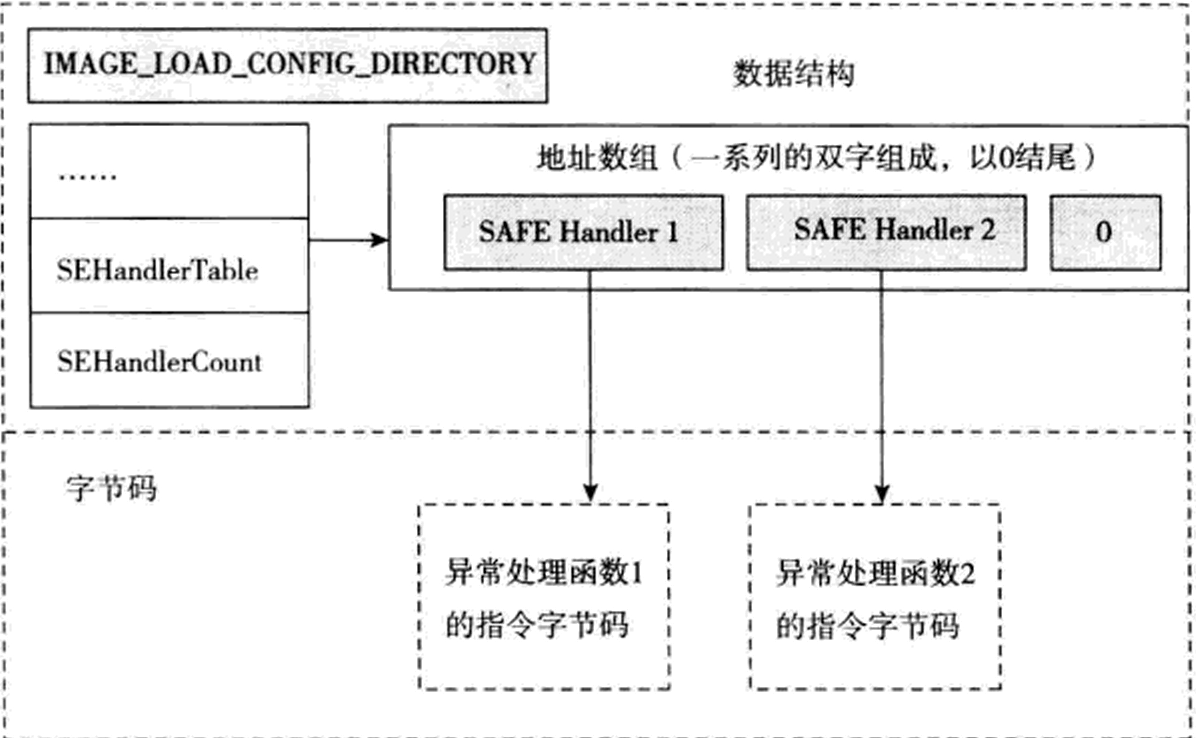 IMAGE_LOAD_CONFIG_DIRECTORY
数据结构
……
SEHandlerTable
SEHandlerCount
地址数组（一系列的双字组成，以0结尾）
SAFE Handler 1
SAFE Handler 2
0
字节码
异常处理函数1
的指令字节码
异常处理函数2
的指令字节码